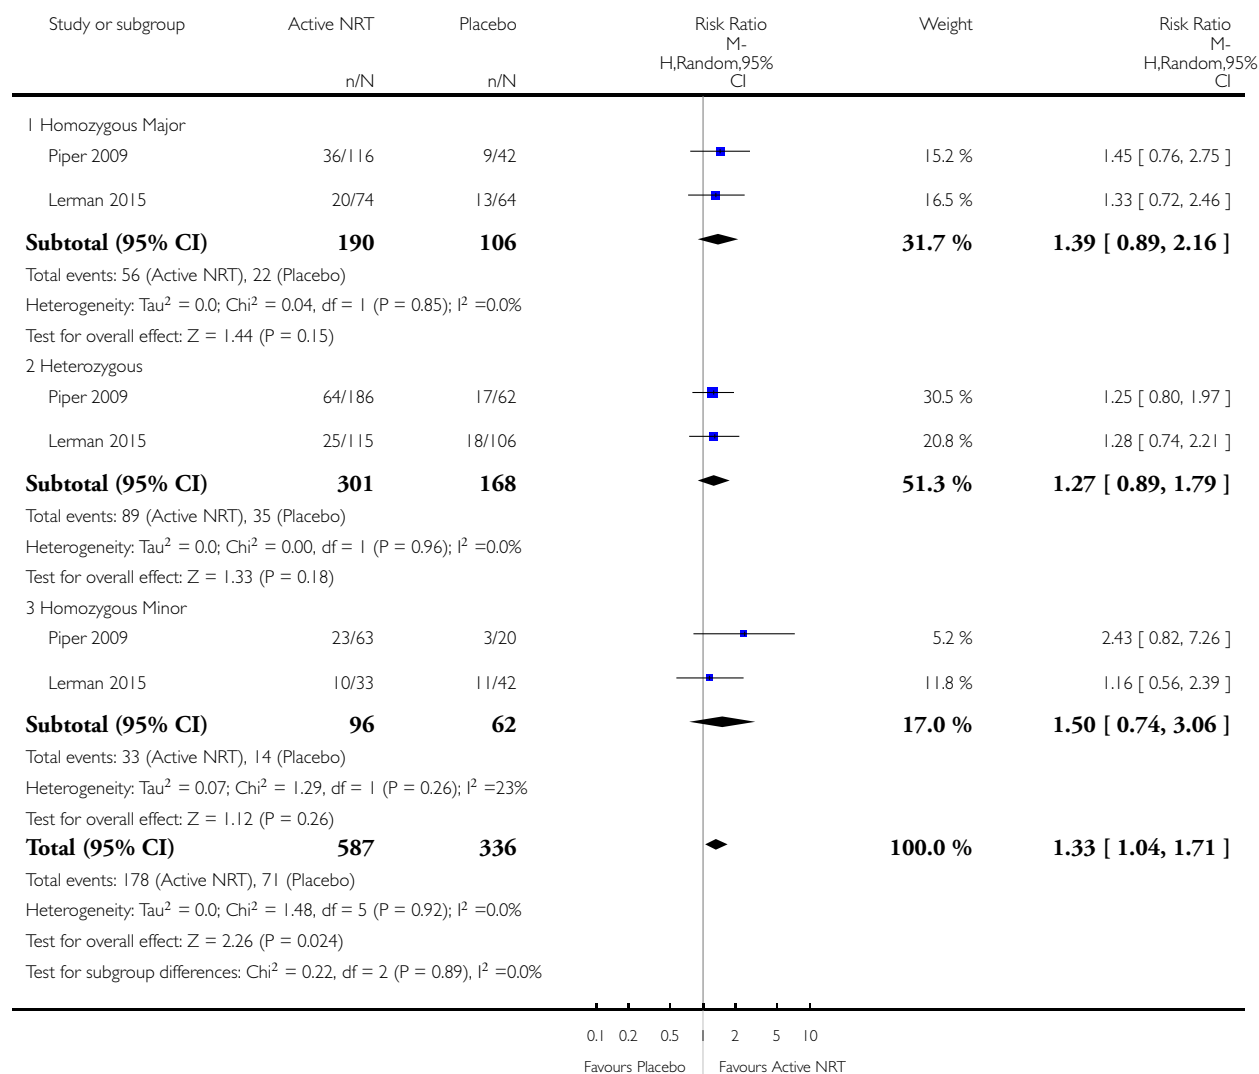 Study or subgroup Active NRT Placebo Risk Ratio Weight Risk Ratio
M- M-
H,Random,95% H,Random,95%
n/N n/N CI CI
1 Homozygous Major
Piper 2009 36/116 9/42 15.2 % 1.45 [ 0.76, 2.75 ]
Lerman 2015 20/74 13/64 16.5 % 1.33 [ 0.72, 2.46 ]
Subtotal (95% CI) 190 106 31.7 % 1.39 [ 0.89, 2.16 ]
Total events: 56 (Active NRT), 22 (Placebo)
Heterogeneity: Tau² = 0.0; Chi² = 0.04, df = 1 (P = 0.85); I² =0.0%
Test for overall effect: Z = 1.44 (P = 0.15)
2 Heterozygous
Piper 2009 64/186 17/62 30.5 % 1.25 [ 0.80, 1.97 ]
Lerman 2015 25/115 18/106 20.8 % 1.28 [ 0.74, 2.21 ]
Subtotal (95% CI) 301 168 51.3 % 1.27 [ 0.89, 1.79 ]
Total events: 89 (Active NRT), 35 (Placebo)
Heterogeneity: Tau² = 0.0; Chi² = 0.00, df = 1 (P = 0.96); I² =0.0%
Test for overall effect: Z = 1.33 (P = 0.18)
3 Homozygous Minor
Piper 2009 23/63 3/20 5.2 % 2.43 [ 0.82, 7.26 ]
Lerman 2015 10/33 11/42 11.8 % 1.16 [ 0.56, 2.39 ]
Subtotal (95% CI) 96 62 17.0 % 1.50 [ 0.74, 3.06 ]
Total events: 33 (Active NRT), 14 (Placebo)
Heterogeneity: Tau² = 0.07; Chi² = 1.29, df = 1 (P = 0.26); I² =23%
Test for overall effect: Z = 1.12 (P = 0.26)
Total (95% CI) 587 336 100.0 % 1.33 [ 1.04, 1.71 ]
Total events: 178 (Active NRT), 71 (Placebo)
Heterogeneity: Tau² = 0.0; Chi² = 1.48, df = 5 (P = 0.92); I² =0.0%
Test for overall effect: Z = 2.26 (P = 0.024)
Test for subgroup differences: Chi² = 0.22, df = 2 (P = 0.89), I² =0.0%
0.1 0.2 0.5 1 2 5 10
Favours Placebo Favours Active NRT